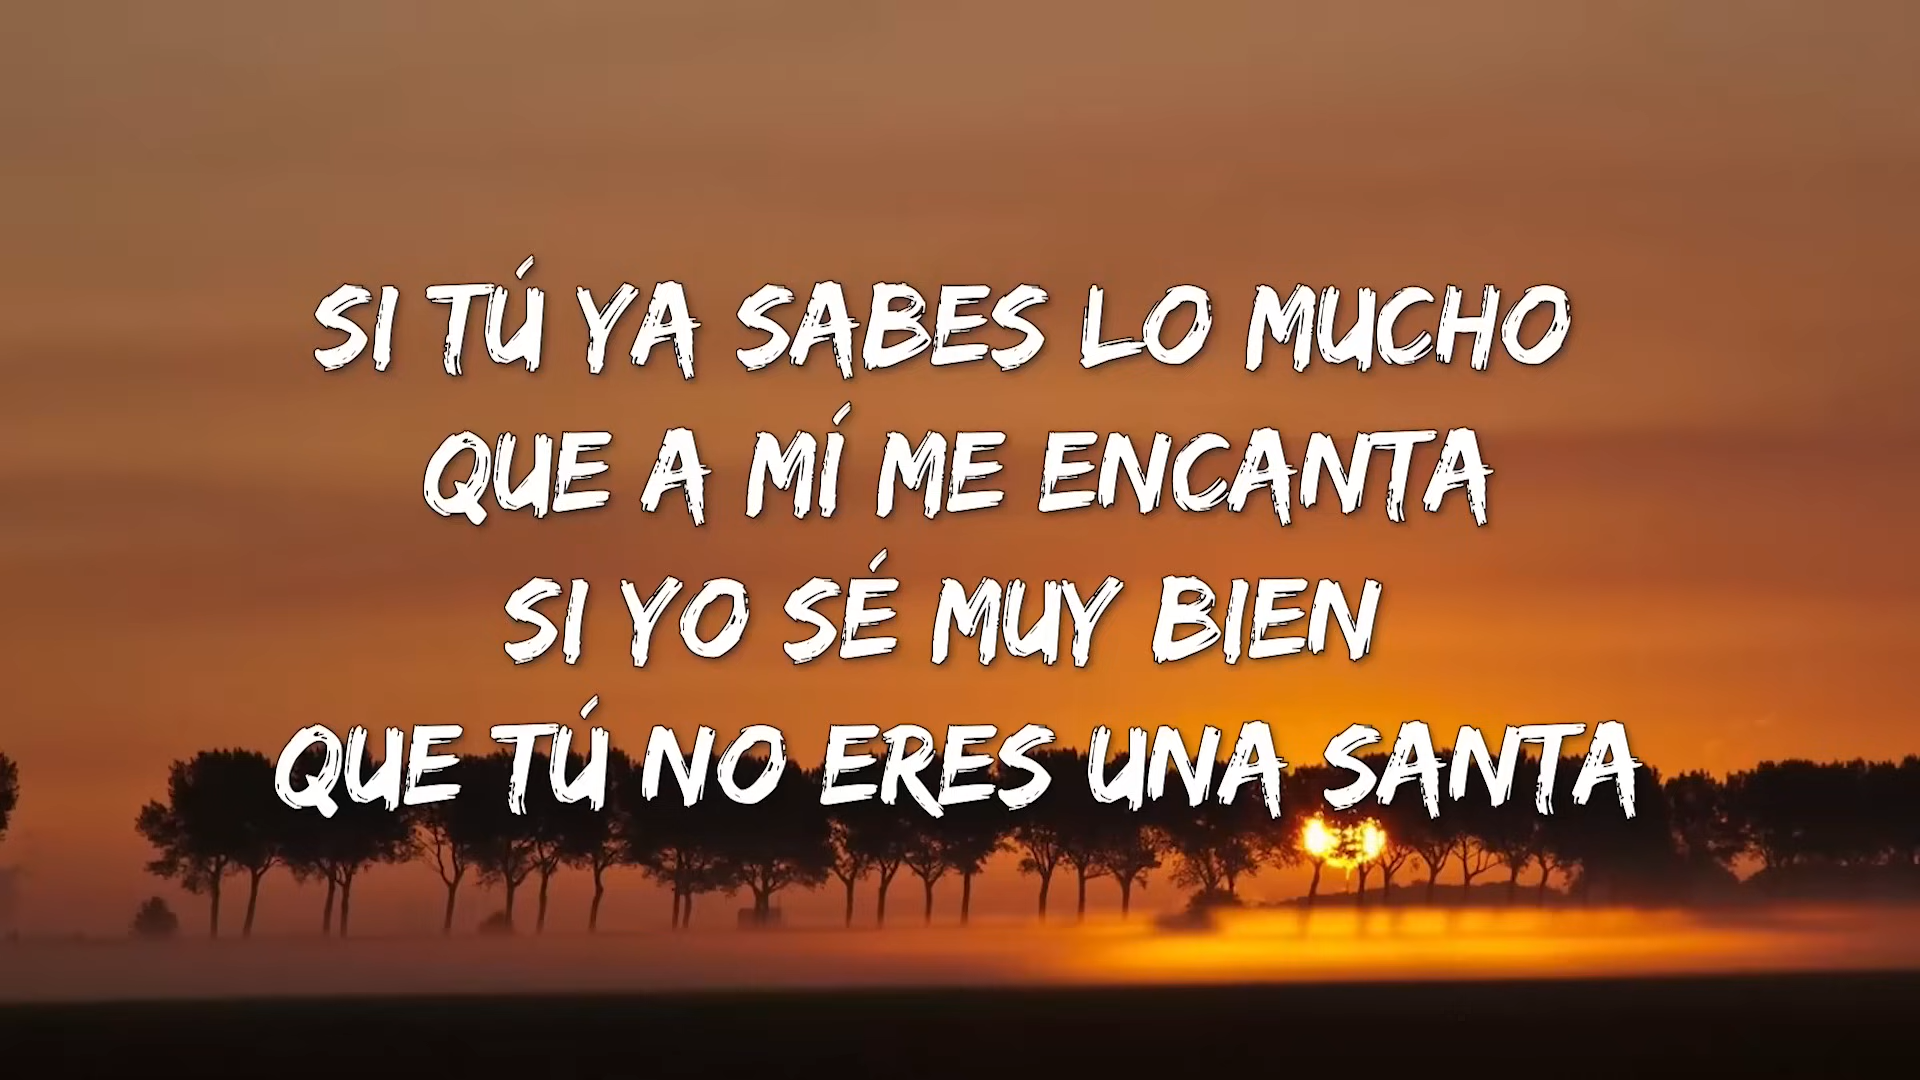 SI TÚ YA SABES LO MUCHO
QUE A MÍ ME ENCANTA
SI YO SÉ MUY BIEN
QUE TÚ NO ERES UNA SANTA